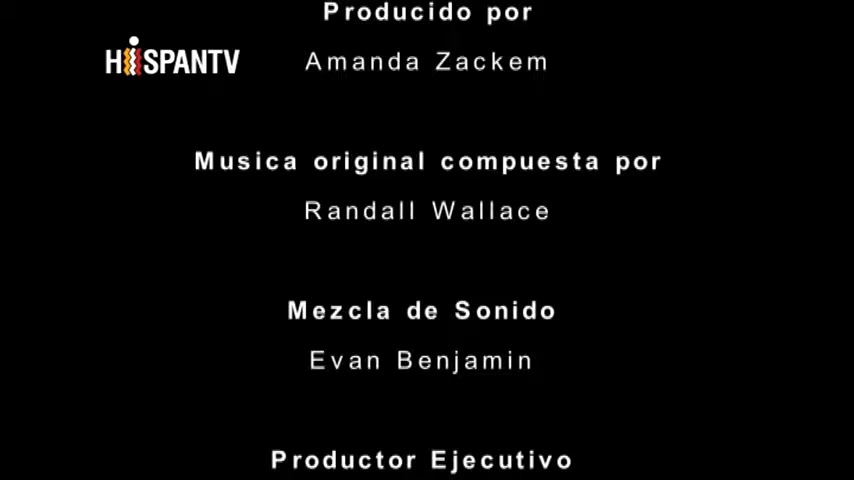 Producido por
HISPANTV
Amanda Zackem
Musica original compuesta por
Randall Wallace
Mezcla de Sonido
Evan Benjamin
Productor Ejecutivo